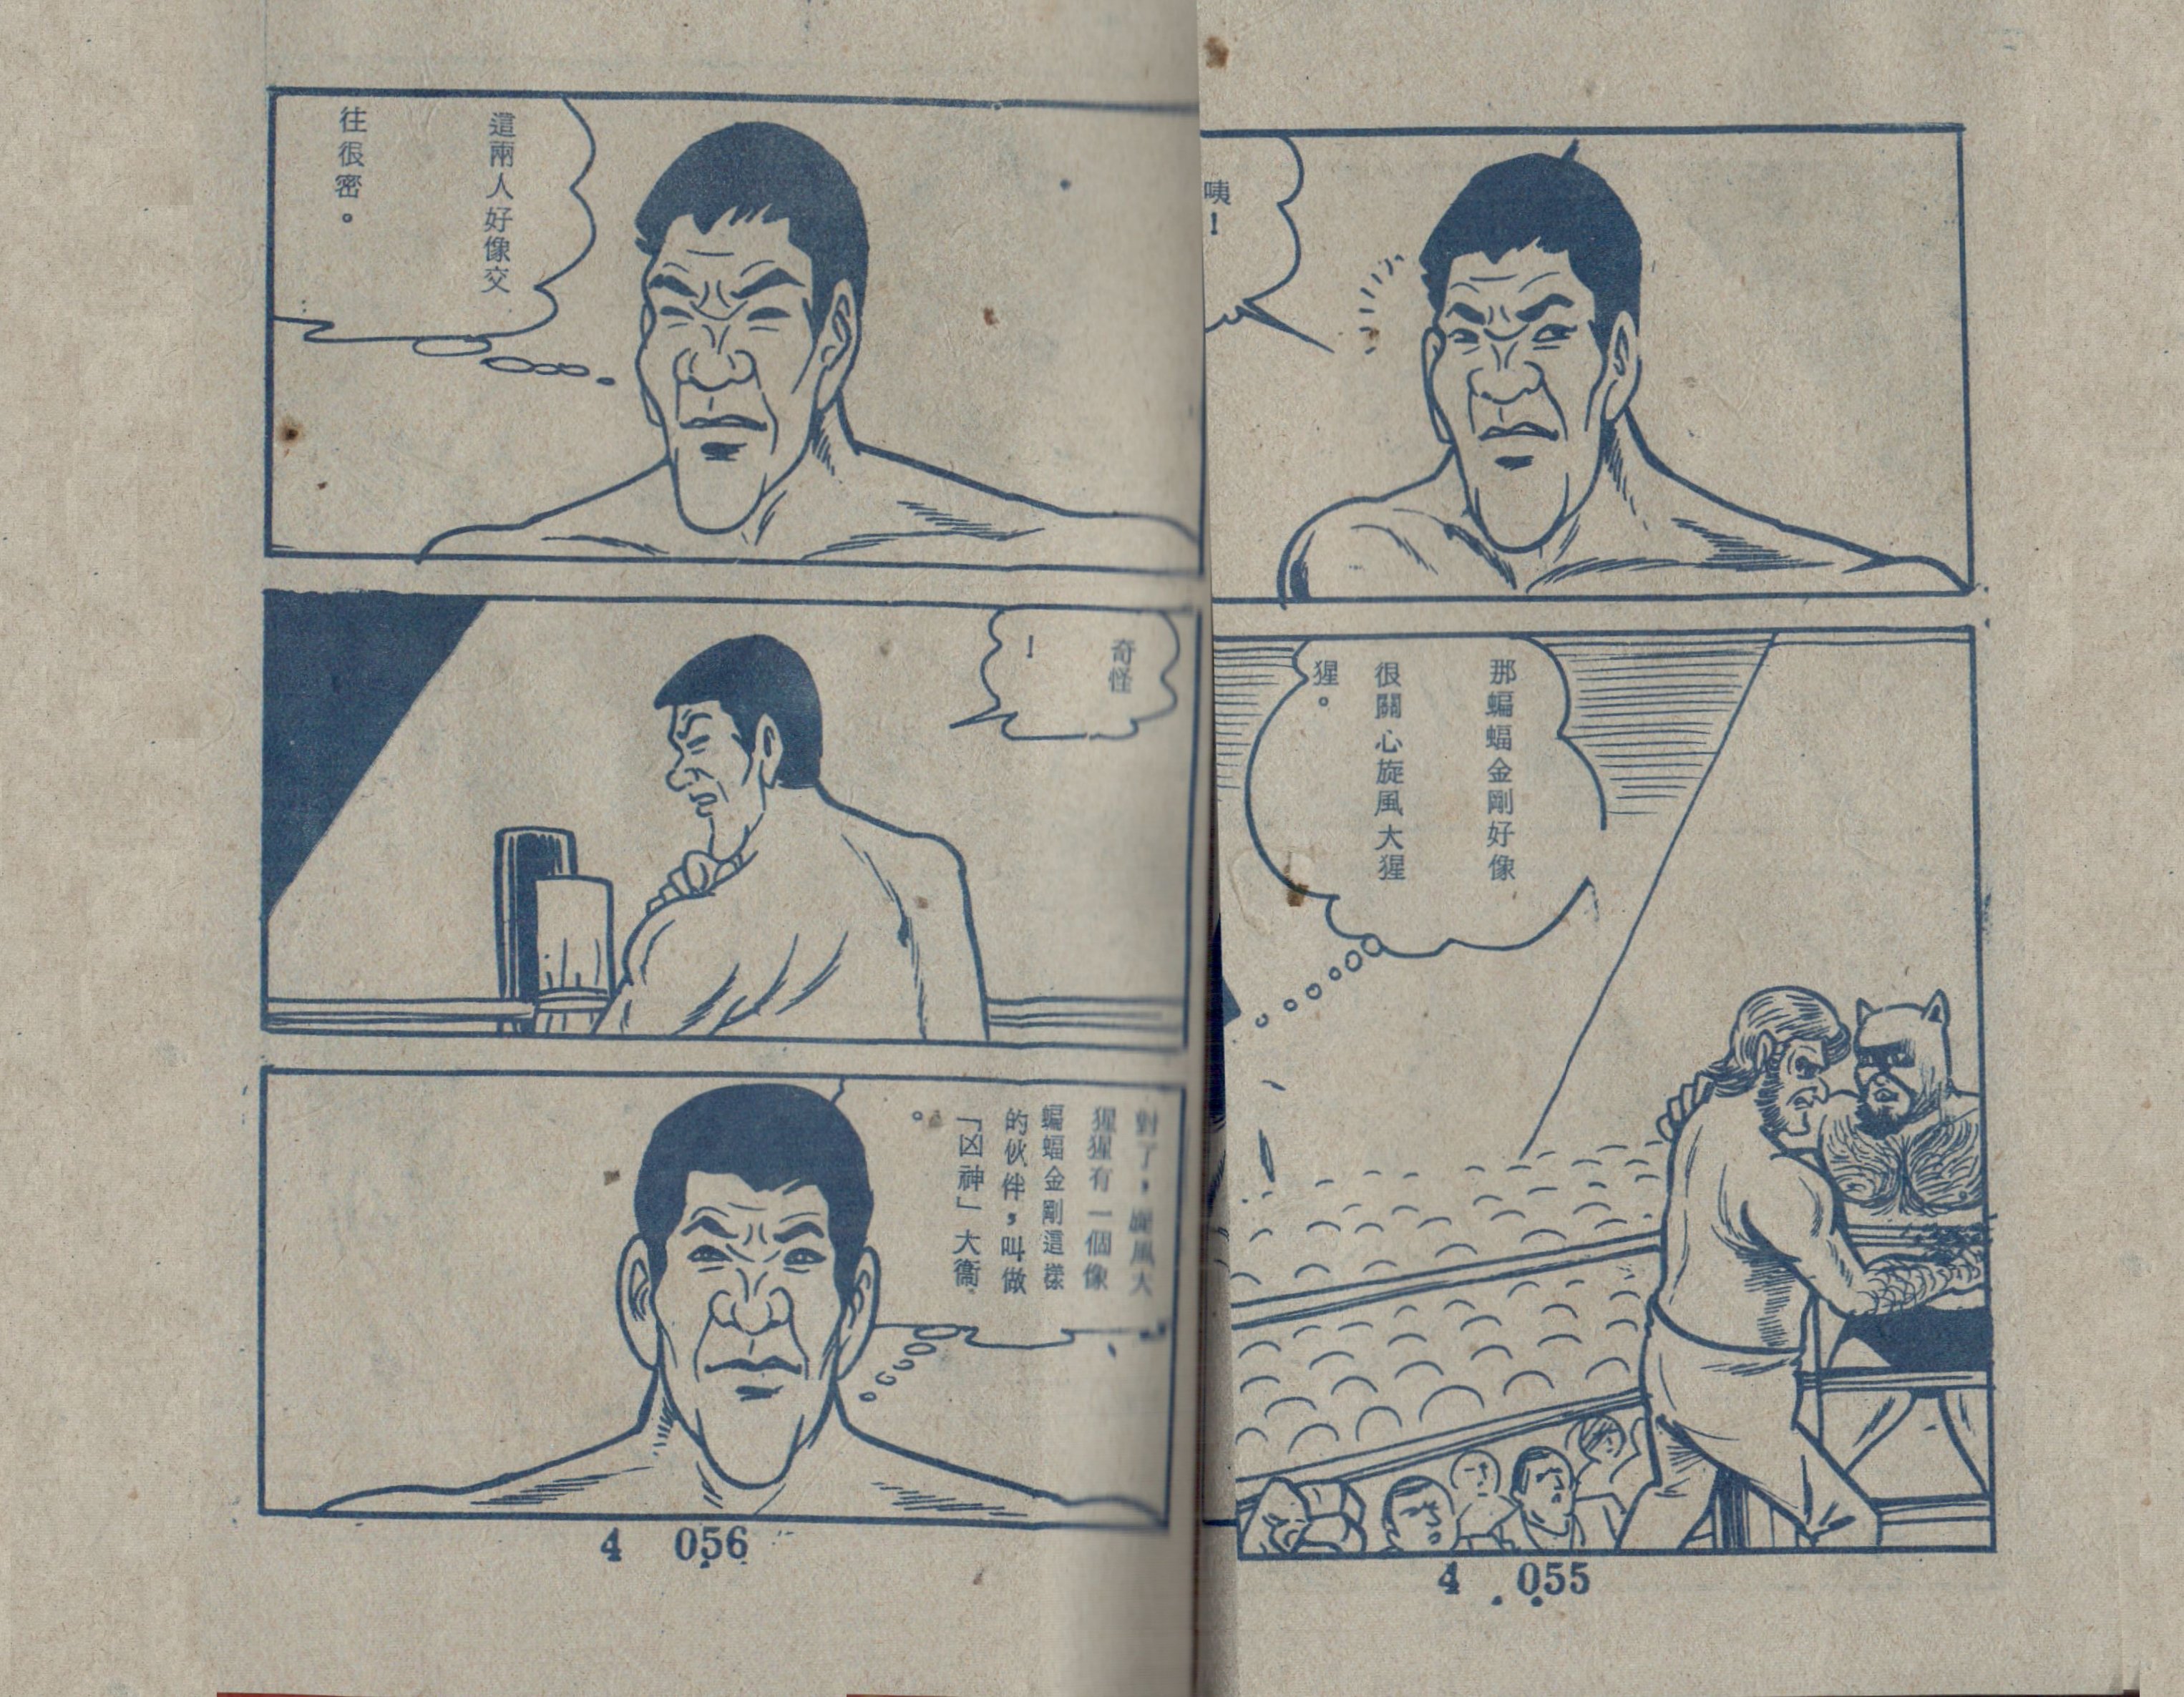 咦！
那蝙蝠金剛好像
很關心旋風大猩
猩。
4 055
這兩人好像交
往很密。
奇怪
！
對了，旋風大
猩猩有一個像
蝙蝠金剛這樣
的伙伴，叫做
「凶神」大衞
。
4 056